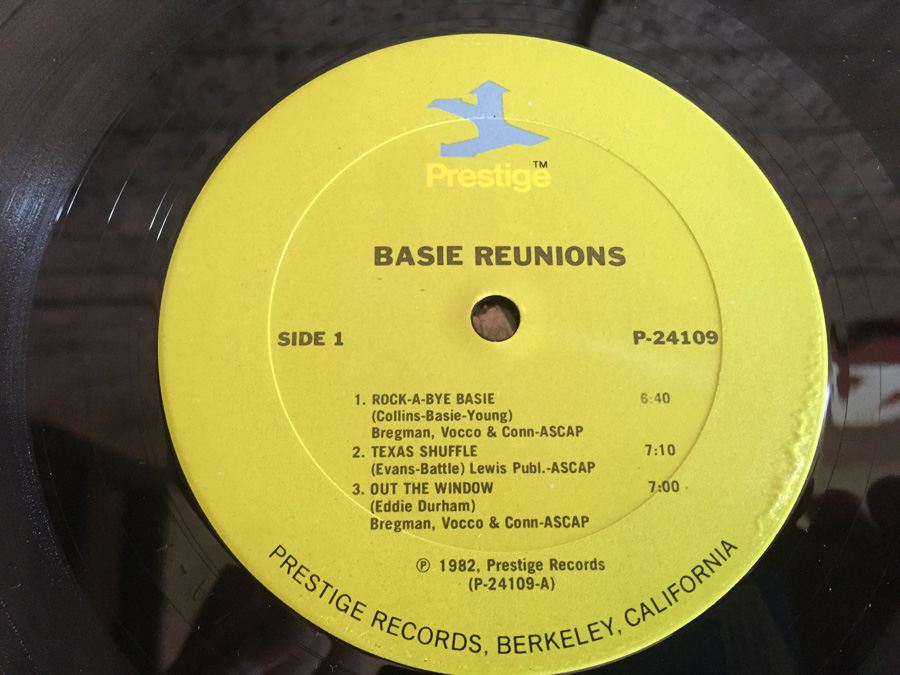 Prestige™
BASIE REUNIONS
SIDE 1 P-24109
1. ROCK-A-BYE BASIE 6:40
(Collins-Basie-Young)
Bregman, Vocco & Conn-ASCAP
2. TEXAS SHUFFLE 7:10
(Evans-Battle) Lewis Publ.-ASCAP
3. OUT THE WINDOW 7:00
(Eddie Durham)
Bregman, Vocco & Conn-ASCAP
℗ 1982, Prestige Records
(P-24109-A)
PRESTIGE RECORDS, BERKELEY, CALIFORNIA